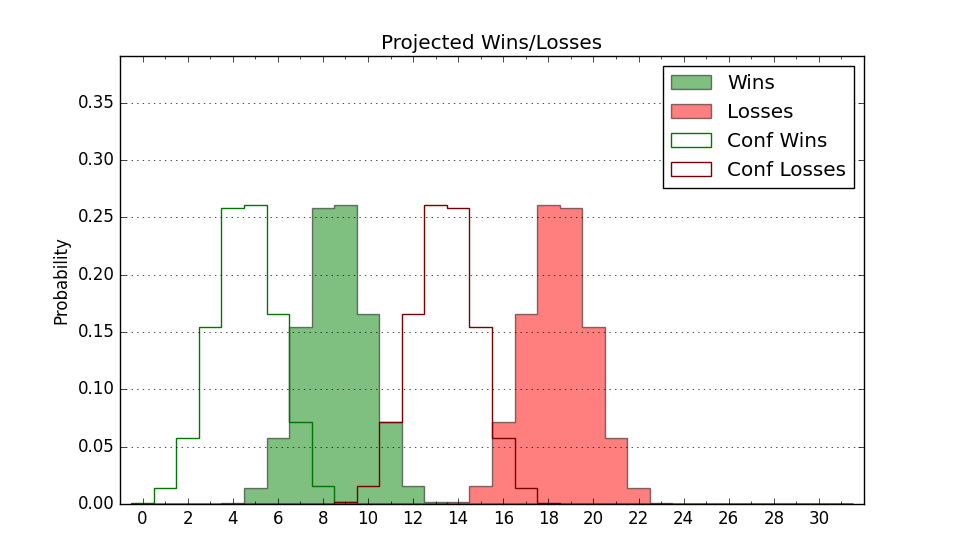 Projected Wins/Losses
Wins
Losses
Conf Wins
Conf Losses
Probability
0.35
0.30
0.25
0.20
0.15
0.10
0.05
0.00
0 2 4 6 8 10 12 14 16 18 20 22 24 26 28 30